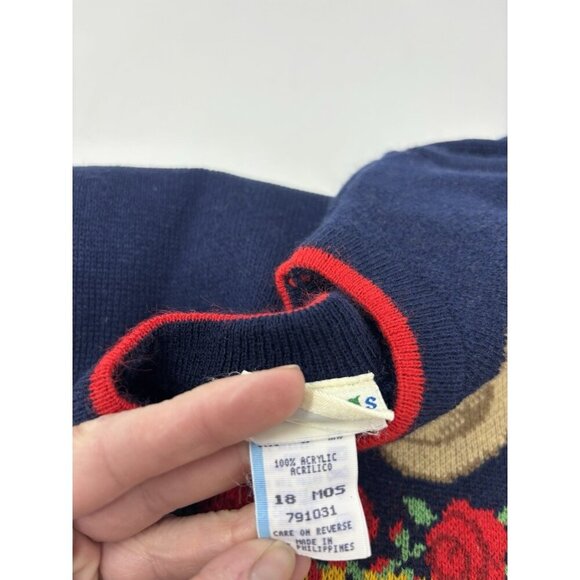 S
100% ACRYLIC
ACRILICO
18 MOS
791031
CARE ON REVERSE
MADE IN
PHILIPPINES